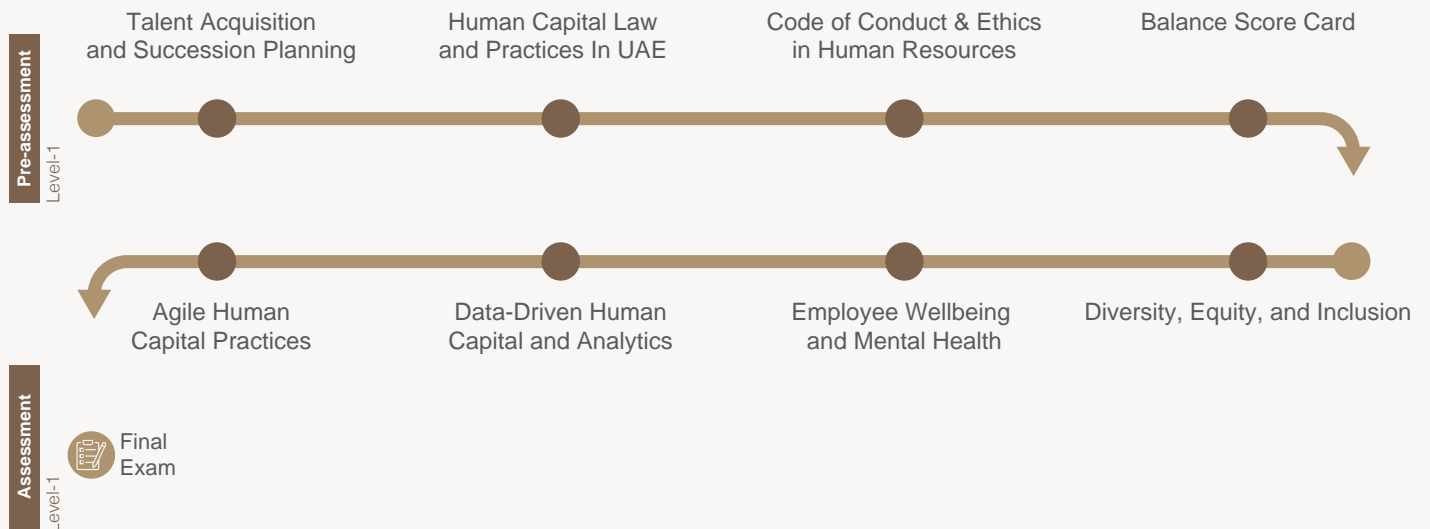 Talent Acquisition
and Succession Planning
Human Capital Law
and Practices In UAE
Code of Conduct & Ethics
in Human Resources
Balance Score Card
Pre-assessment
Level-1
Agile Human
Capital Practices
Data-Driven Human
Capital and Analytics
Employee Wellbeing
and Mental Health
Diversity, Equity, and Inclusion
Assessment
Level-1
Final
Exam